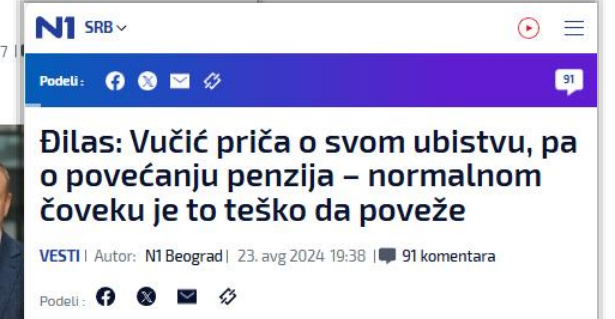 N1 SRB
7 |
Podeli :
91
Đilas: Vučić priča o svom ubistvu, pa
o povećanju penzija – normalnom
čoveku je to teško da poveže
VESTI | Autor: N1 Beograd | 23. avg 2024 19:38 | 91 komentara
Podeli :